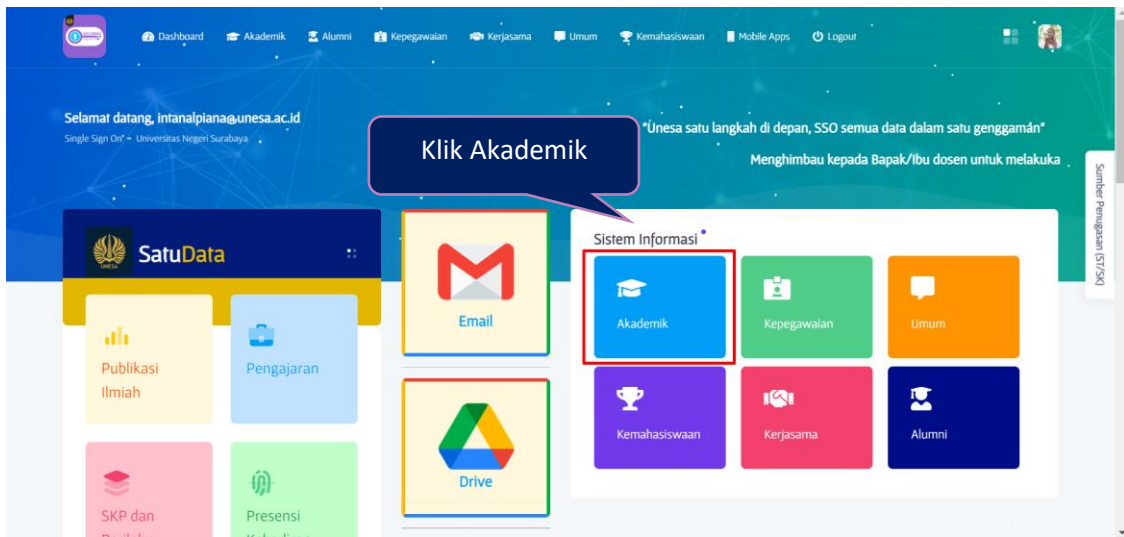 Dashboard Akademik Alumni Kepegawaian Kerjasama Umum Kemahasiswaan Mobile Apps Logout
Selamat datang, intanalpiana@unesa.ac.id
Single Sign On" - Universitas Negeri Surabaya
Klik Akademik
"Unesa satu langkah di depan, SSO semua data dalam satu genggaman"
Menghimbau kepada Bapak/Ibu dosen untuk melakuka
Sumber Penugasan (ST/SK)
UNESA
SatuData
Publikasi
Ilmiah
Pengajaran
SKP dan
Presensi
Email
Drive
Sistem Informasi
Akademik
Kepegawaian
Umum
Kemahasiswaan
Kerjasama
Alumni